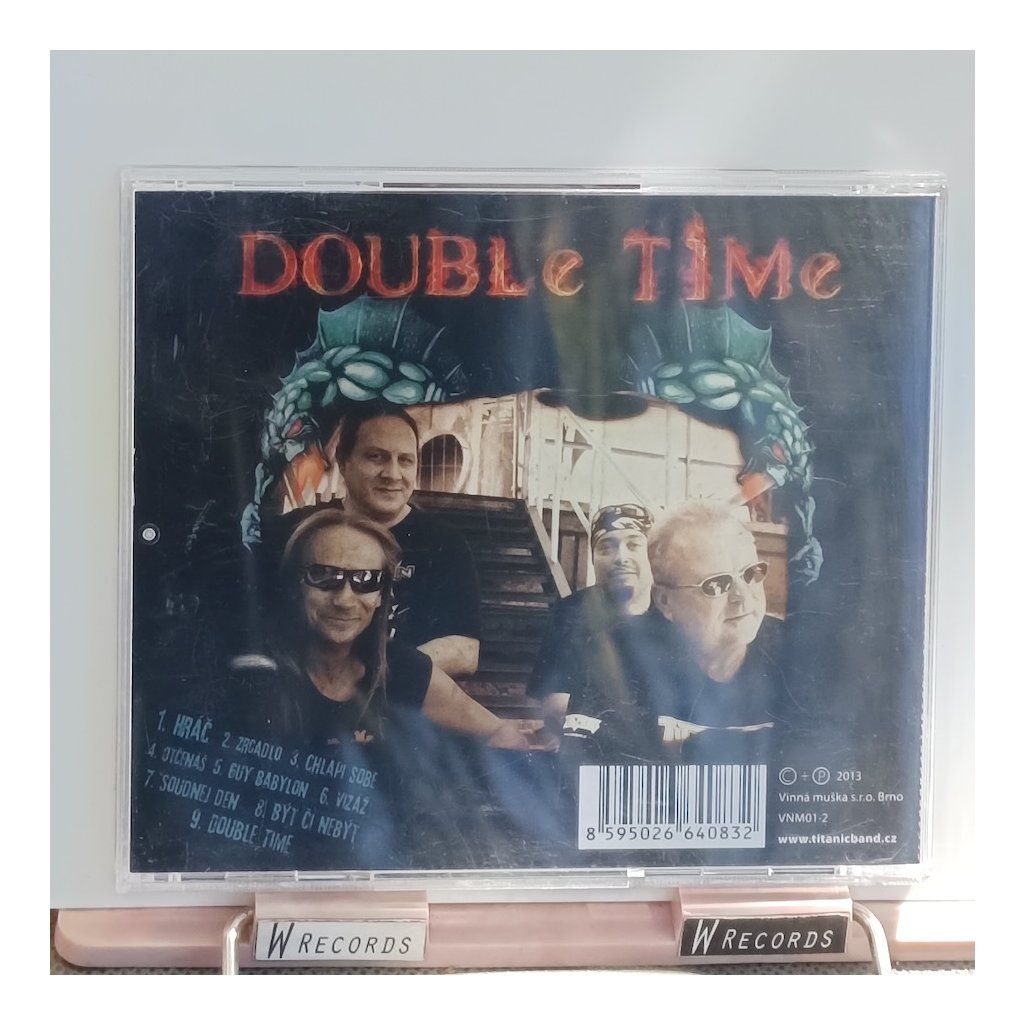 DOUBLe TIMe
1. HRÁČ 2. ZRCADLO 3. CHLAPI SOBĚ
4. OTČENÁŠ 5. GUY BABYLON 6. VIZÁŽ
7. SOUDNEJ DEN 8. BÝT ČI NEBÝT
9. DOUBLE TIME
8 595026 640832
© + ℗ 2013
Vinná muška s.r.o. Brno
VNM01-2
www.titanicband.cz
W RECORDS
W RECORDS